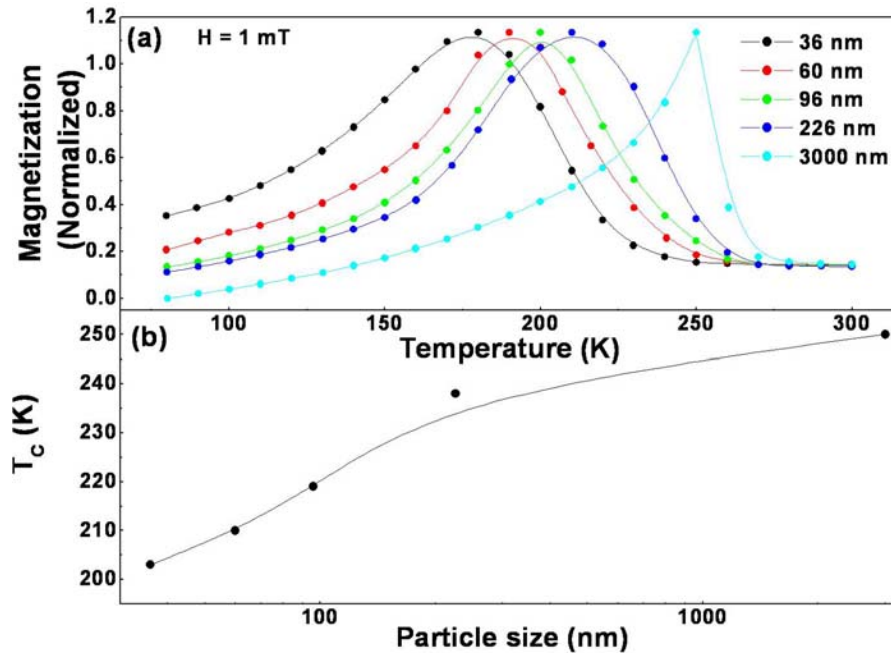 (a)
H = 1 mT
36 nm
60 nm
96 nm
226 nm
3000 nm
Magnetization
(Normalized)
1.2
1.0
0.8
0.6
0.4
0.2
0.0
100
150
200
250
300
Temperature (K)
(b)
T_C (K)
250
240
230
220
210
200
100
1000
Particle size (nm)